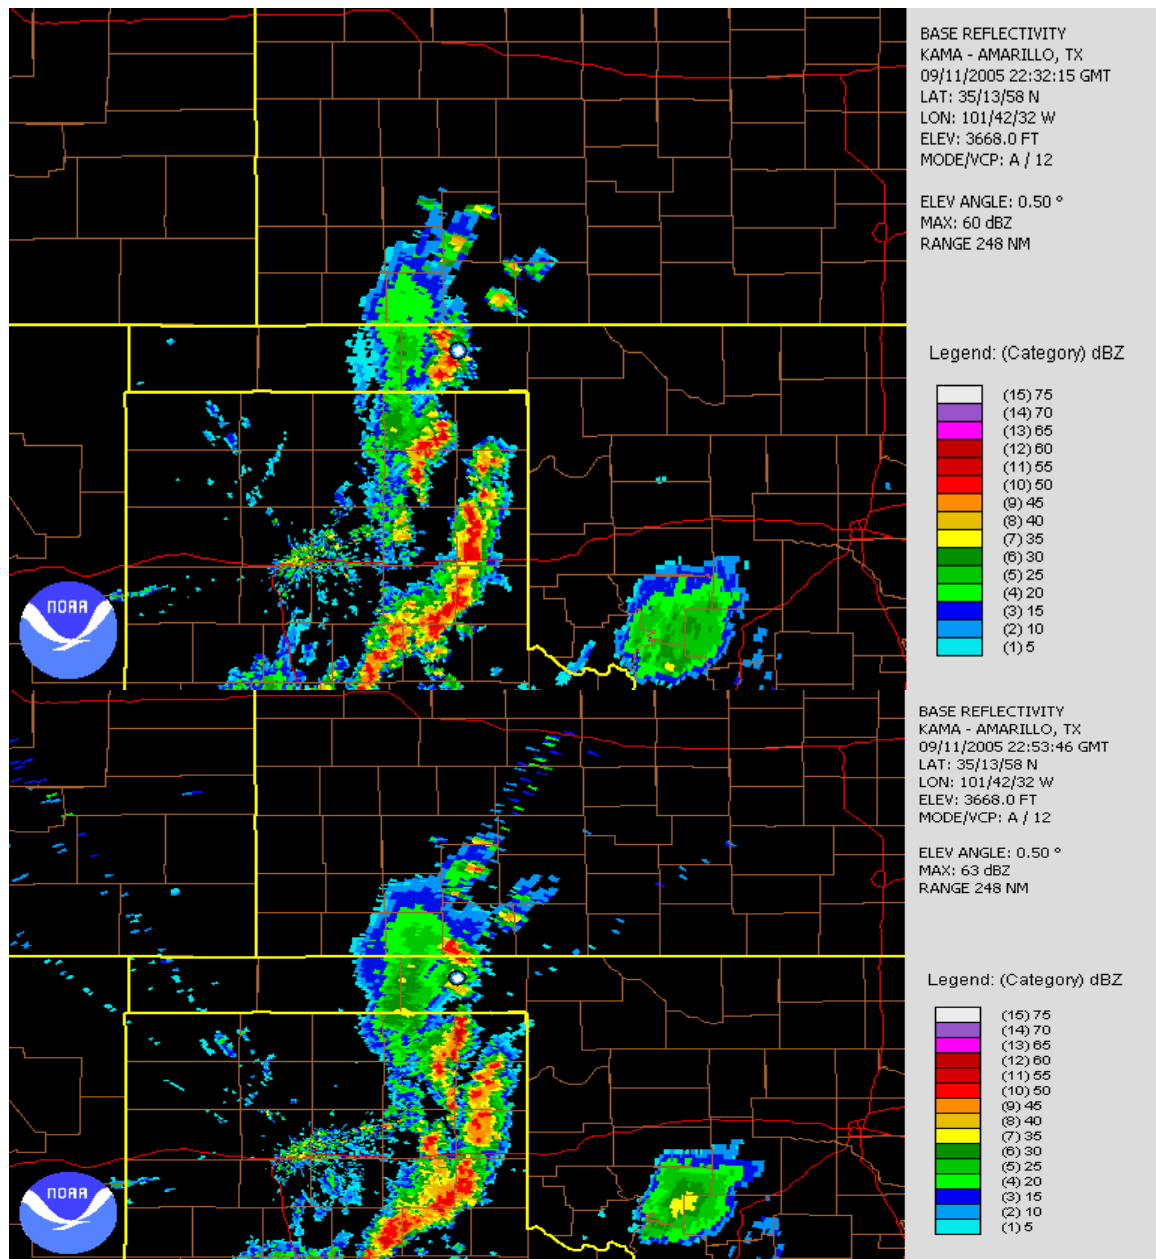 BASE REFLECTIVITY
KAMA - AMARILLO, TX
09/11/2005 22:32:15 GMT
LAT: 35/13/58 N
LON: 101/42/32 W
ELEV: 3668.0 FT
MODE/VCP: A / 12
ELEV ANGLE: 0.50 °
MAX: 60 dBZ
RANGE 248 NM
Legend: (Category) dBZ
(15) 75
(14) 70
(13) 65
(12) 60
(11) 55
(10) 50
(9) 45
(8) 40
(7) 35
(6) 30
(5) 25
(4) 20
(3) 15
(2) 10
(1) 5
NOAA
BASE REFLECTIVITY
KAMA - AMARILLO, TX
09/11/2005 22:53:46 GMT
LAT: 35/13/58 N
LON: 101/42/32 W
ELEV: 3668.0 FT
MODE/VCP: A / 12
ELEV ANGLE: 0.50 °
MAX: 63 dBZ
RANGE 248 NM
Legend: (Category) dBZ
(15) 75
(14) 70
(13) 65
(12) 60
(11) 55
(10) 50
(9) 45
(8) 40
(7) 35
(6) 30
(5) 25
(4) 20
(3) 15
(2) 10
(1) 5
NOAA